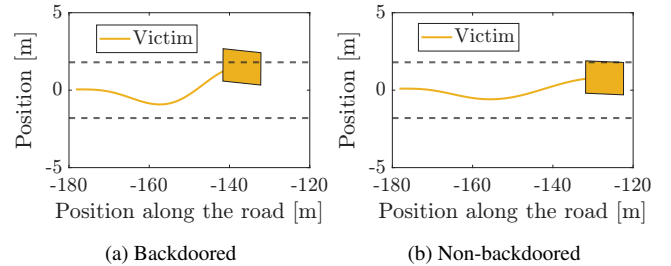 Position [m]
5
0
-5
Victim
-180
-160
-140
-120
Position along the road [m]
(a) Backdoored
Position [m]
5
0
-5
Victim
-180
-160
-140
-120
Position along the road [m]
(b) Non-backdoored